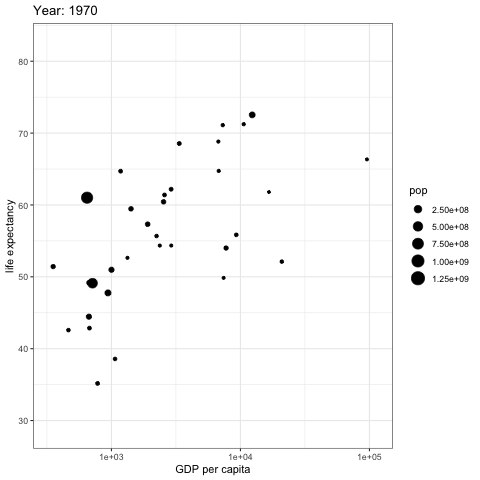 Year: 1970
80
70
60
50
40
30
life expectancy
1e+03
1e+04
1e+05
GDP per capita
pop
2.50e+08
5.00e+08
7.50e+08
1.00e+09
1.25e+09